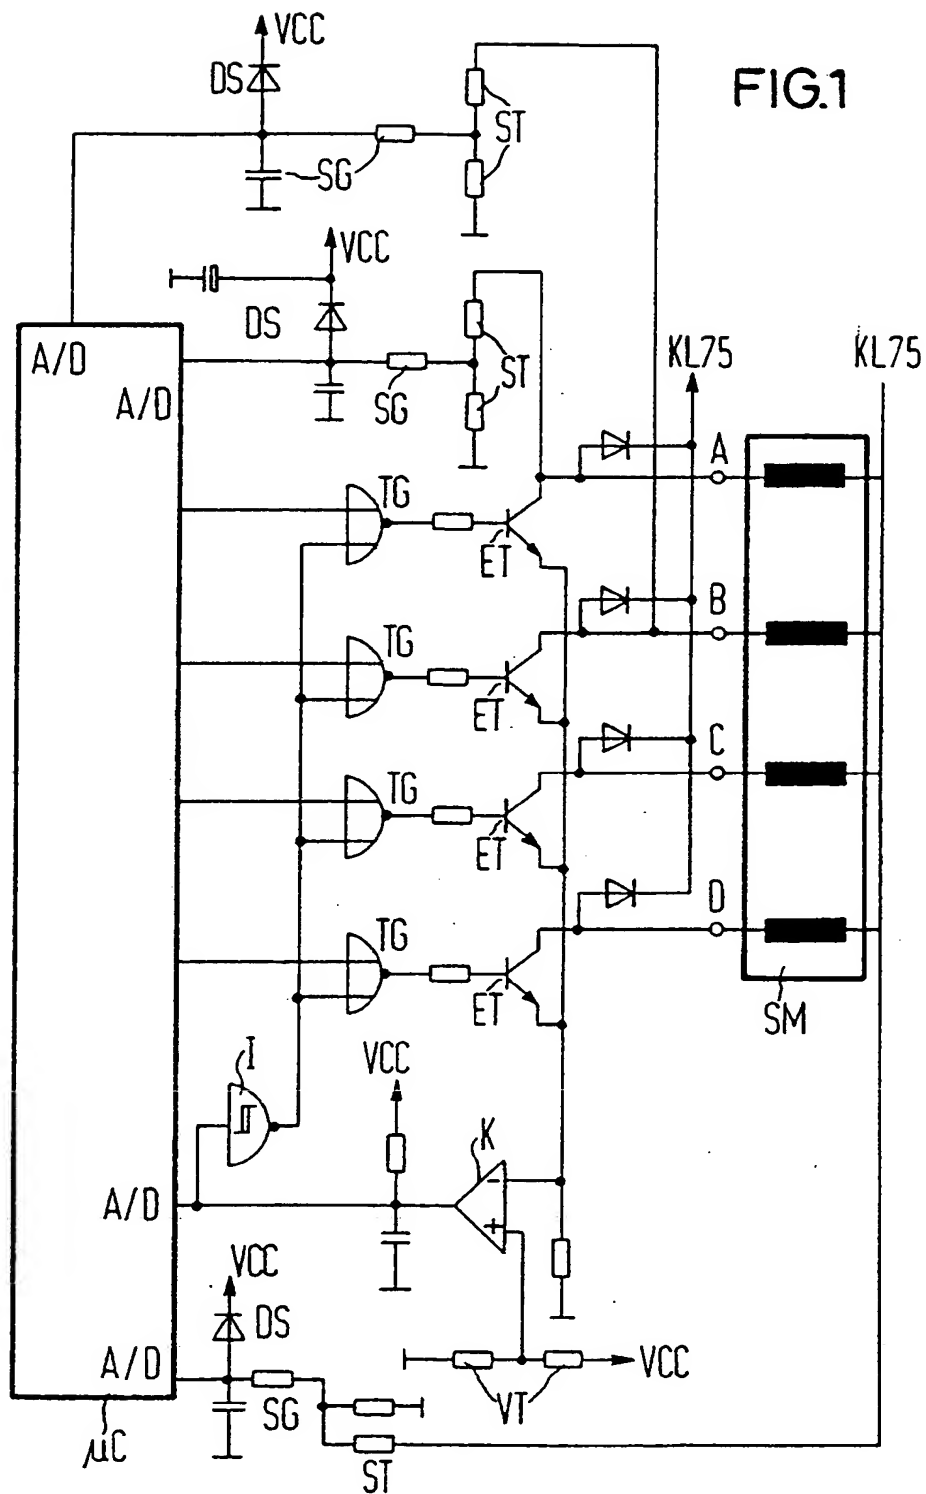 VCC
FIG.1
DS
ST
SG
VCC
DS
ST
SG
KL75
KL75
A/D
A/D
A
TG
ET
B
TG
ET
C
TG
ET
D
TG
ET
SM
I
VCC
K
-
+
A/D
VCC
DS
A/D
VCC
VT
SG
µC
ST